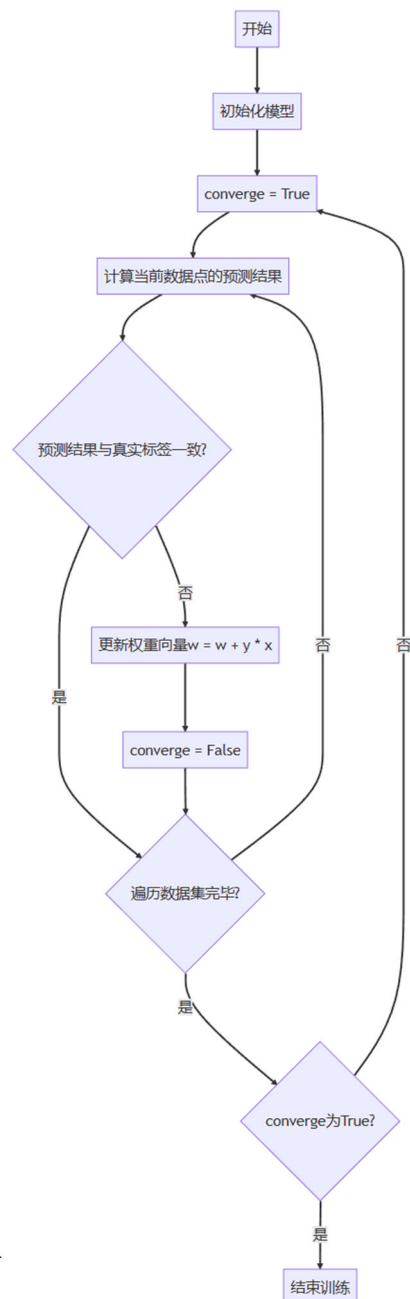 开始
初始化模型
converge = True
计算当前数据点的预测结果
预测结果与真实标签一致?
否
更新权重向量w = w + y * x
否
否
是
converge = False
遍历数据集完毕?
是
converge为True?
是
结束训练